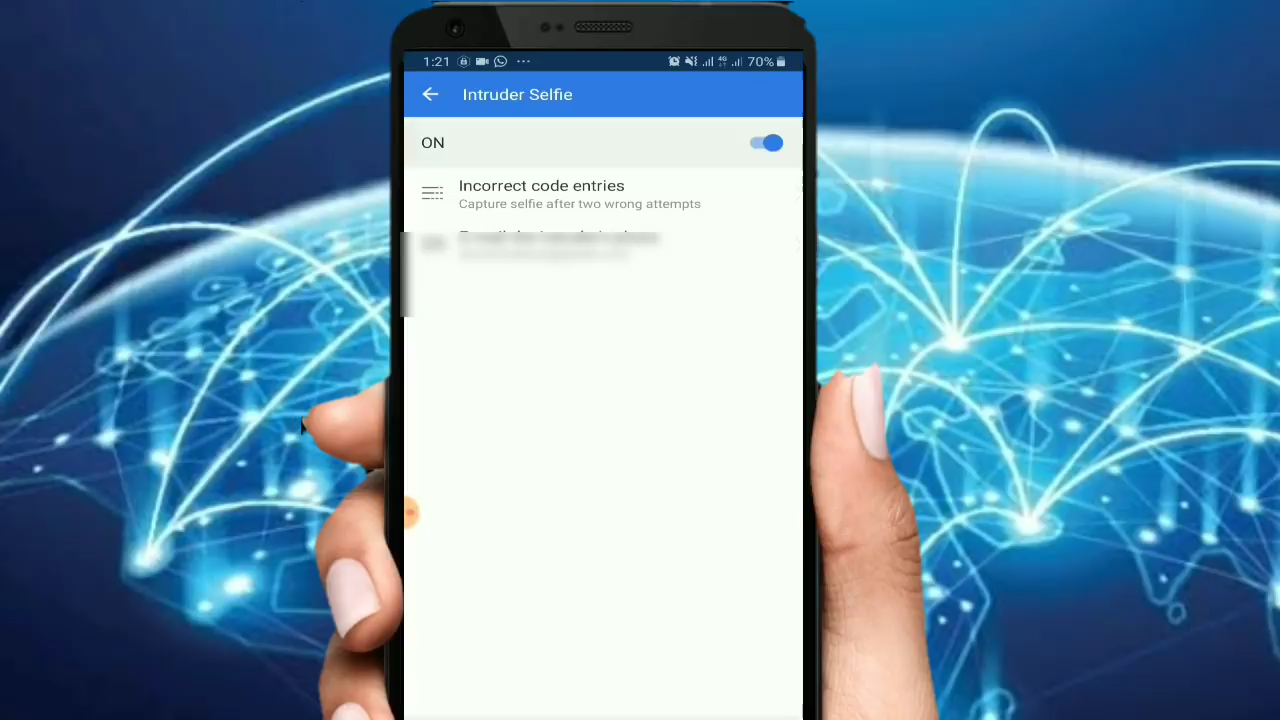 1:21 70%
Intruder Selfie
ON
Incorrect code entries
Capture selfie after two wrong attempts